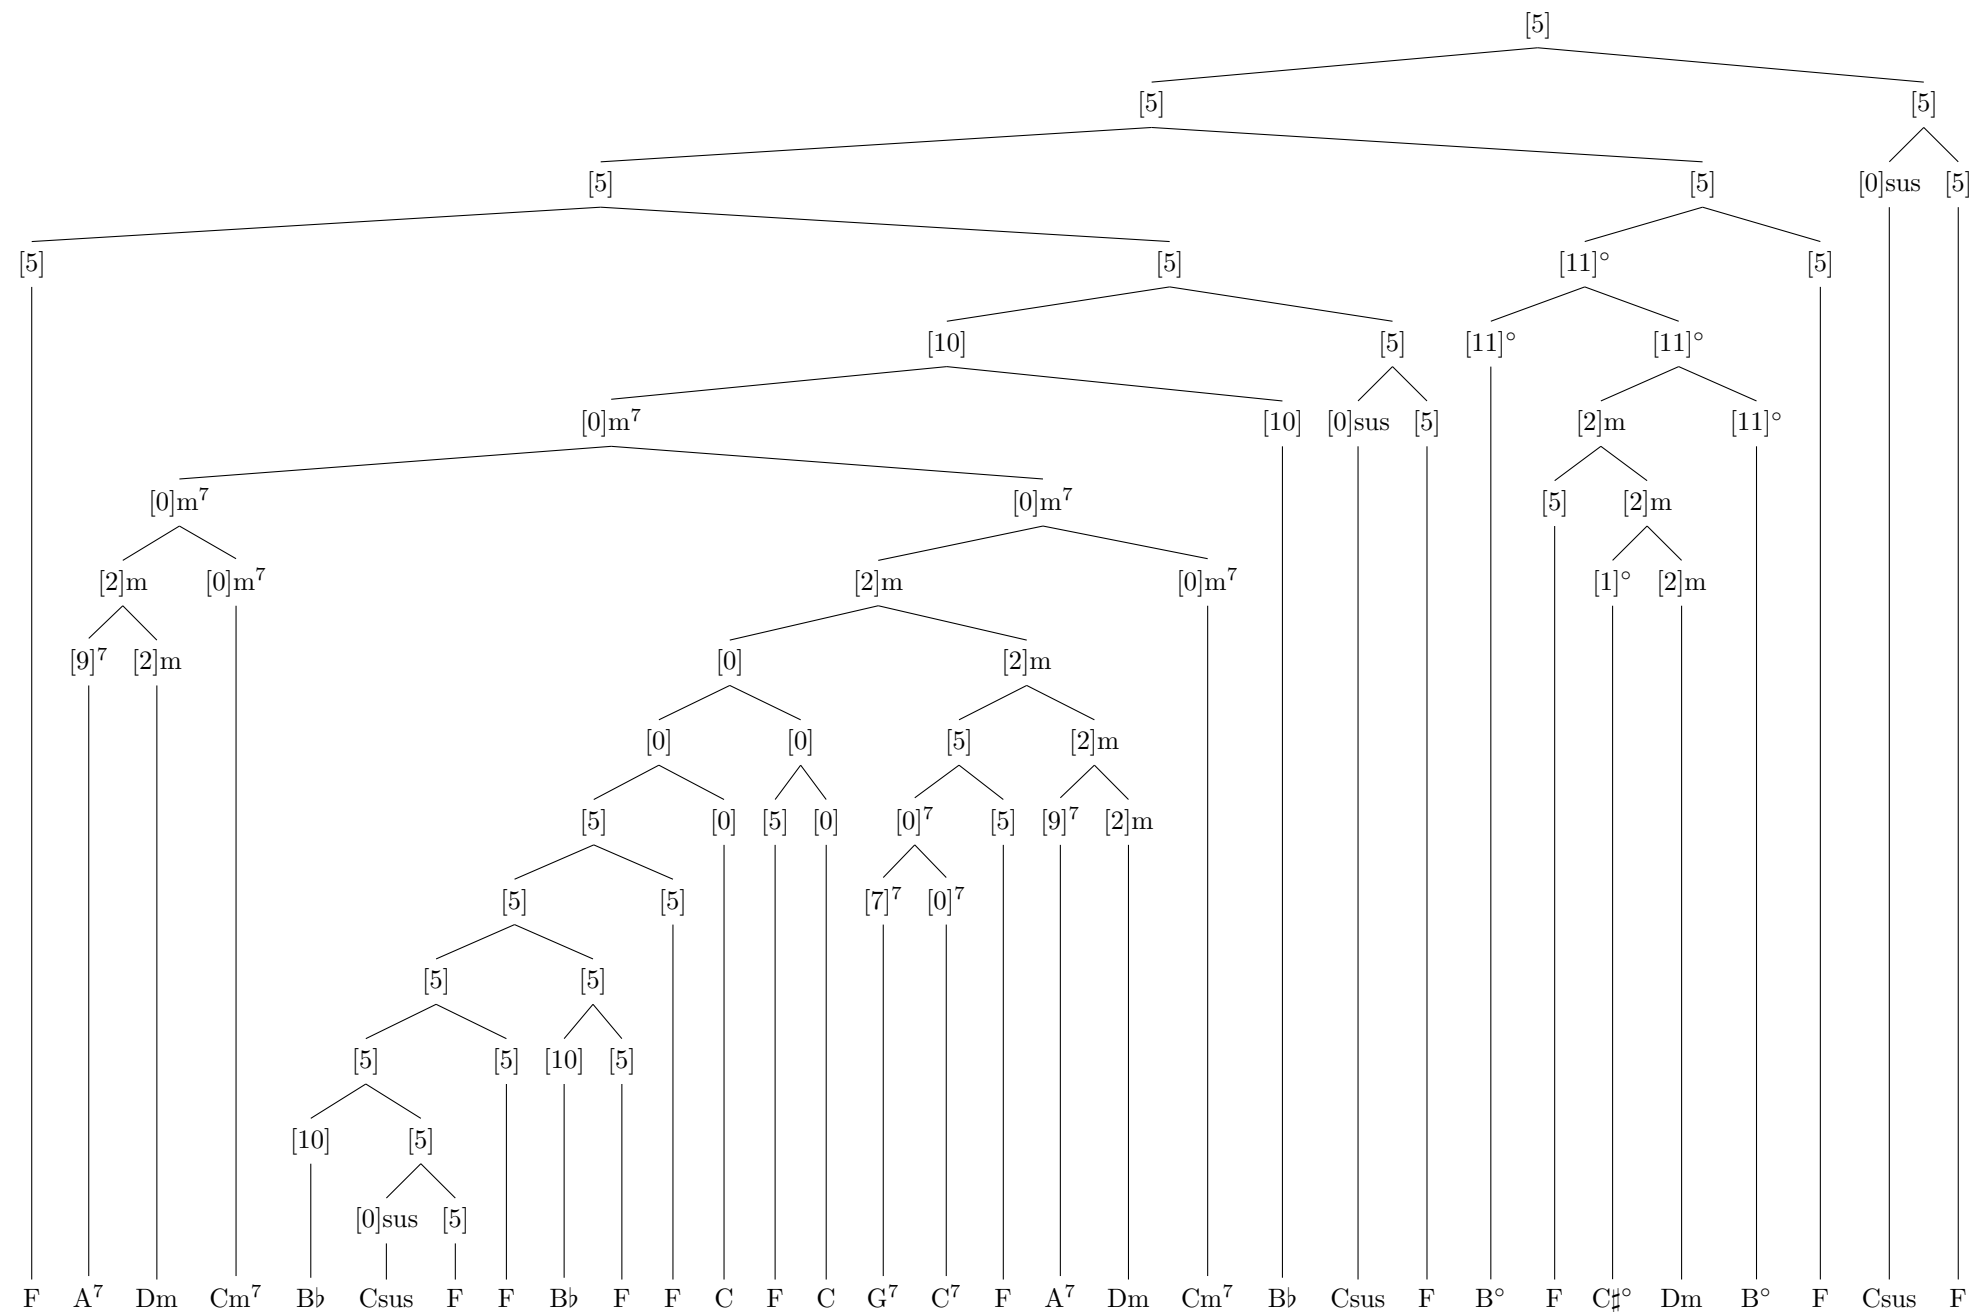 [5]
[5] [5]
[5] [5] [0]sus [5]
[5] [5] [11]° [5]
[10] [5] [11]° [11]°
[0]m⁷ [10] [0]sus [5] [2]m [11]°
[0]m⁷ [0]m⁷ [5] [2]m
[2]m [0]m⁷ [2]m [0]m⁷ [1]° [2]m
[9]⁷ [2]m [0] [2]m
[0] [0] [5] [2]m
[5] [0] [5] [0] [0]⁷ [5] [9]⁷ [2]m
[5] [5] [7]⁷ [0]⁷
[5] [5]
[5] [5] [10] [5]
[10] [5]
[0]sus [5]
F A⁷ Dm Cm⁷ B♭ Csus F F B♭ F F C F C G⁷ C⁷ F A⁷ Dm Cm⁷ B♭ Csus F B° F C♯° Dm B° F Csus F